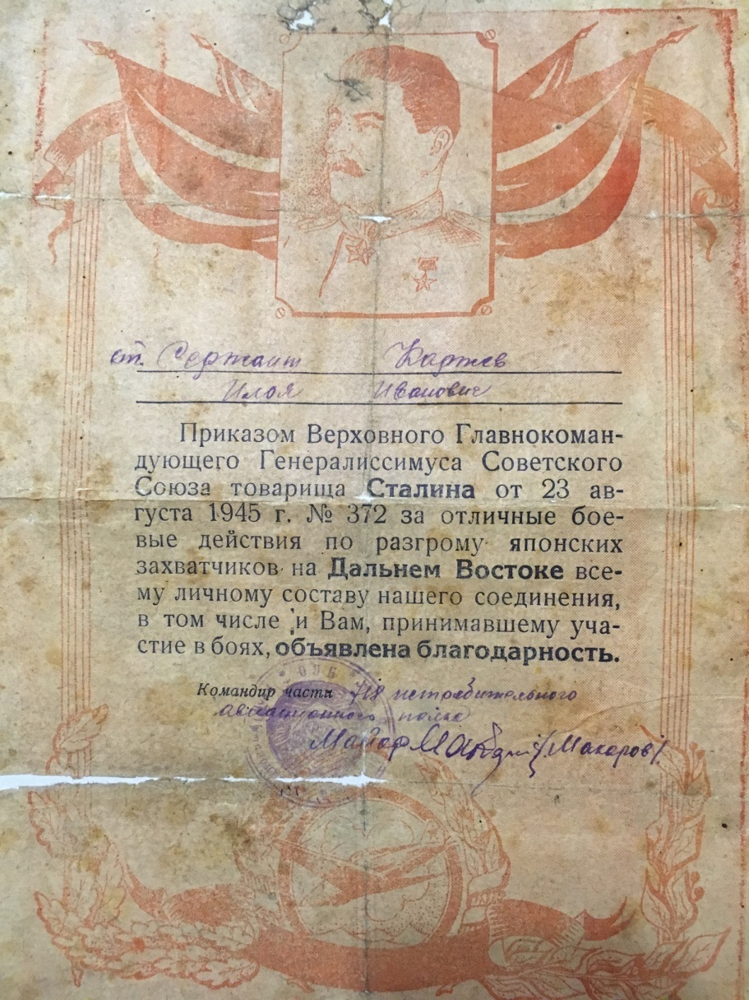 ст. Сержант Каржев
Илья Иванович
Приказом Верховного Главнокоман-
дующего Генералиссимуса Советского
Союза товарища Сталина от 23 ав-
густа 1945 г. № 372 за отличные бое-
вые действия по разгрому японских
захватчиков на Дальнем Востоке все-
му личному составу нашего соединения,
в том числе и Вам, принимавшему уча-
стие в боях, объявлена благодарность.
Командир части 718 истребительного
авиационного полка
Майор (Макаров)